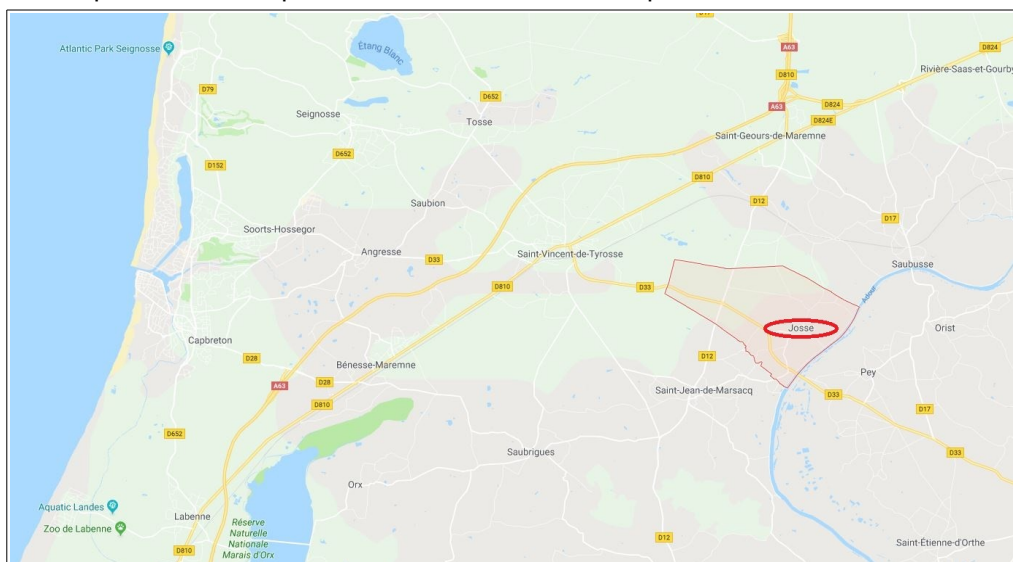 Atlantic Park Seignosse
Étang Blanc
A63
D810
D824
Rivière-Saas-et-Gourby
D79
D652
Seignosse
Tosse
A63
D824
D824E
Saint-Geours-de-Maremne
D652
D152
D810
D12
Saubion
D17
Soorts-Hossegor
Angresse
D33
Saint-Vincent-de-Tyrosse
Saubusse
D810
D33
Adour
Josse
Orist
Capbreton
D28
Bénesse-Maremne
D12
Pey
A63
D28
Saint-Jean-de-Marsacq
D33
D810
D17
D652
Saubrigues
D33
Orx
Aquatic Landes
Labenne
Zoo de Labenne
Réserve
Naturelle
Nationale
Marais d'Orx
D810
Saint-Étienne-d'Orthe